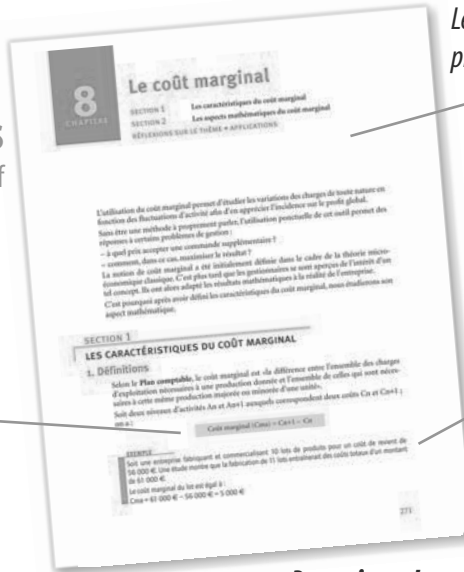 Le
p
S
f
8
CHAPITRE
Le coût marginal
SECTION 1 Les caractéristiques du coût marginal
SECTION 2 Les aspects mathématiques du coût marginal
RÉFLEXIONS SUR LE THÈME • APPLICATIONS
L'utilisation du coût marginal permet d'étudier les variations des charges de toute nature en
fonction des fluctuations d'activité afin d'en apprécier l'incidence sur le profit global.
Sans être une méthode à proprement parler, l'utilisation ponctuelle de cet outil permet des
réponses à certains problèmes de gestion :
– à quel prix accepter une commande supplémentaire ?
– comment, dans ce cas, maximiser le résultat ?
La notion de coût marginal a été initialement définie dans le cadre de la théorie micro-
économique classique. C'est plus tard que les gestionnaires se sont aperçus de l'intérêt d'un
tel concept. Ils ont alors adapté les résultats mathématiques à la réalité de l'entreprise.
C'est pourquoi après avoir défini les caractéristiques du coût marginal, nous étudierons son
aspect mathématique.
SECTION 1
LES CARACTÉRISTIQUES DU COÛT MARGINAL
1. Définitions
Selon le Plan comptable, le coût marginal est «la différence entre l'ensemble des charges
d'exploitation nécessaires à une production donnée et l'ensemble de celles qui sont néces-
saires à cette même production majorée ou minorée d'une unité».
Soit deux niveaux d'activités An et An+1 auxquels correspondent deux coûts Cn et Cn+1 ;
on a :
Coût marginal (Cma) = Cn+1 – Cn
EXEMPLE
Soit une entreprise fabriquant et commercialisant 10 lots de produits pour un coût de revient de
56 000 €. Une étude montre que la fabrication de 11 lots entraînerait des coûts totaux d'un montant
de 61 000 €.
Le coût marginal du lot est égal à :
Cma = 61 000 € – 56 000 € = 5 000 €
271